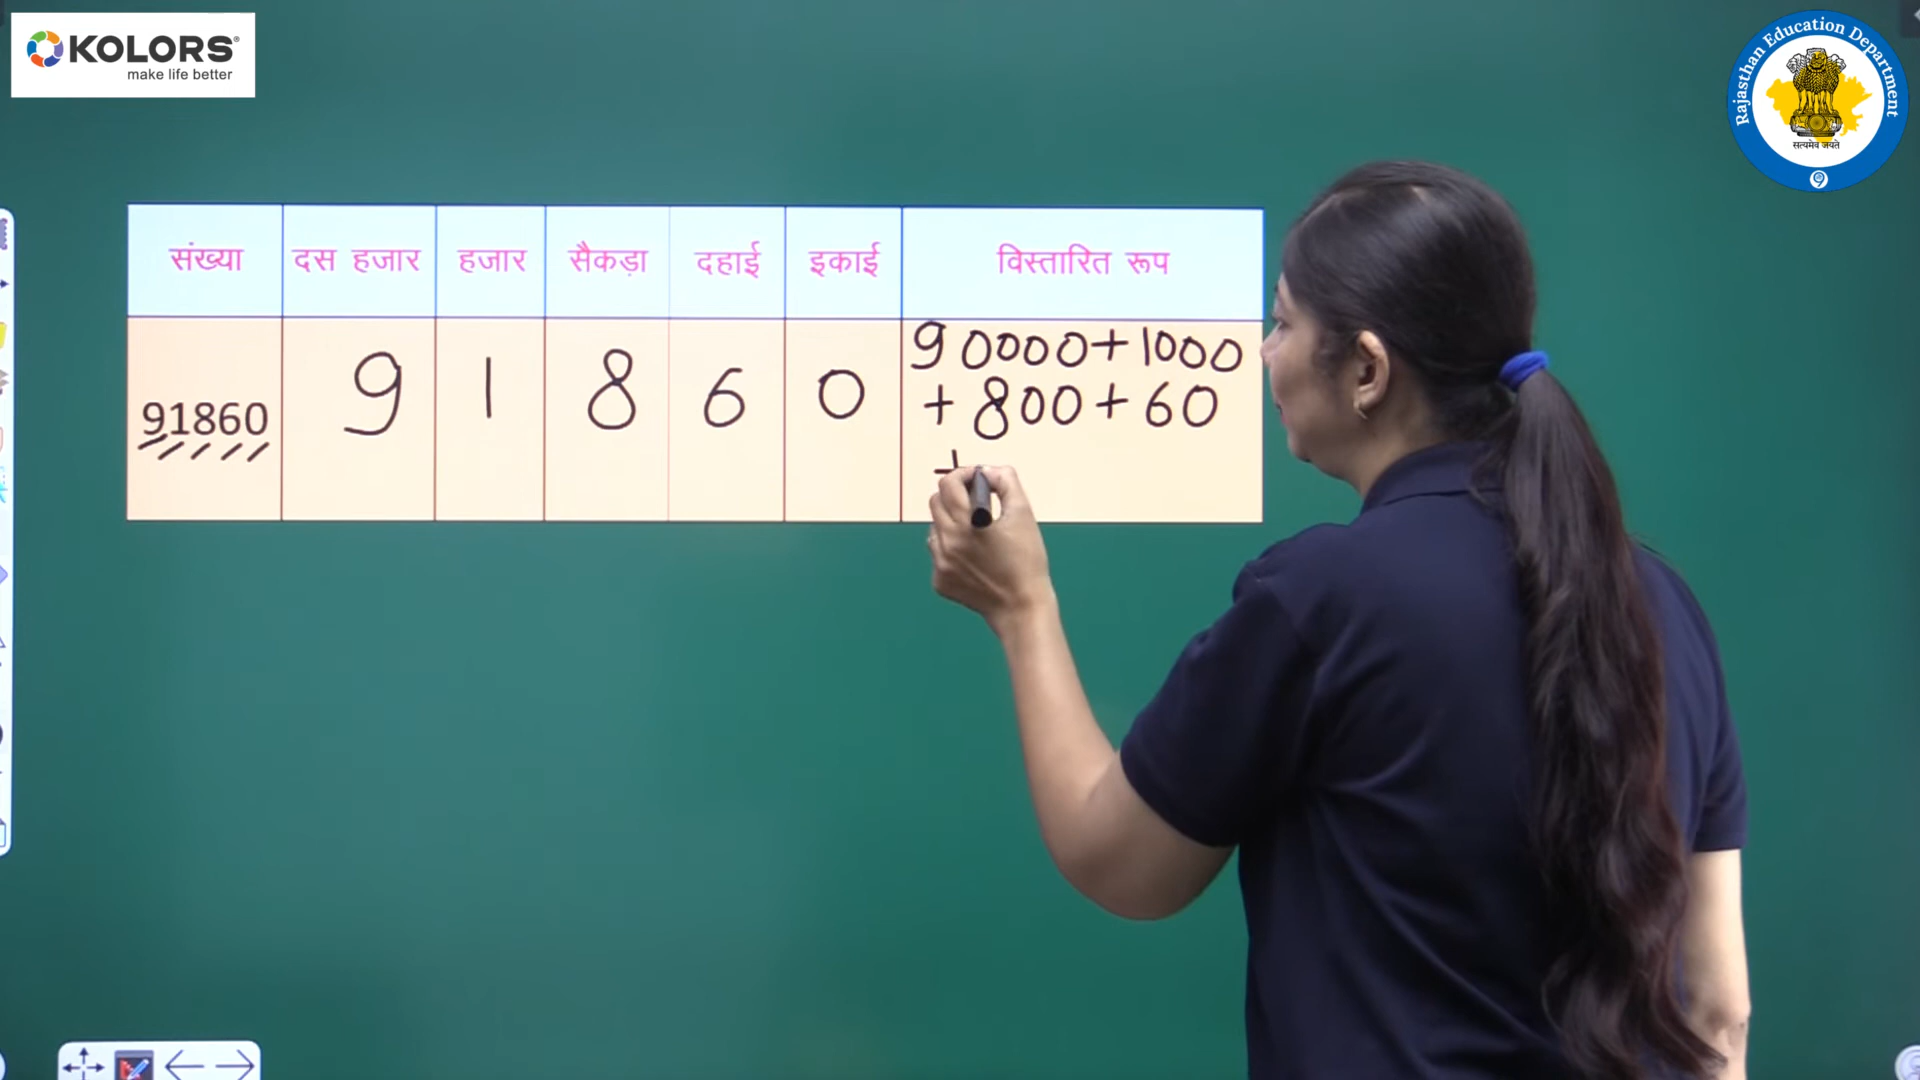 KOLORS®
make life better
Rajasthan Education Department
सत्यमेव जयते
संख्या दस हजार हजार सैकड़ा दहाई इकाई विस्तारित रूप
91860 9 1 8 6 0 90000+1000
+800+60
+